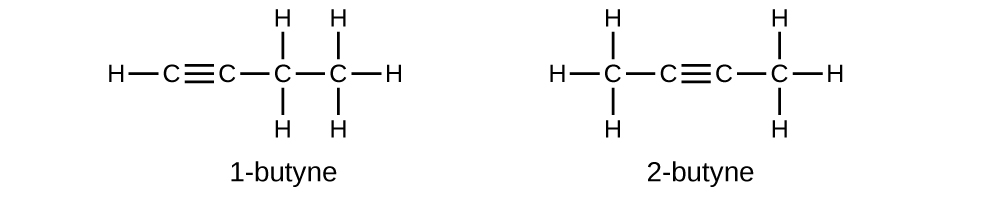 H H H H
H—C≡C—C—C—H H—C—C≡C—C—H
H H H H
1-butyne 2-butyne